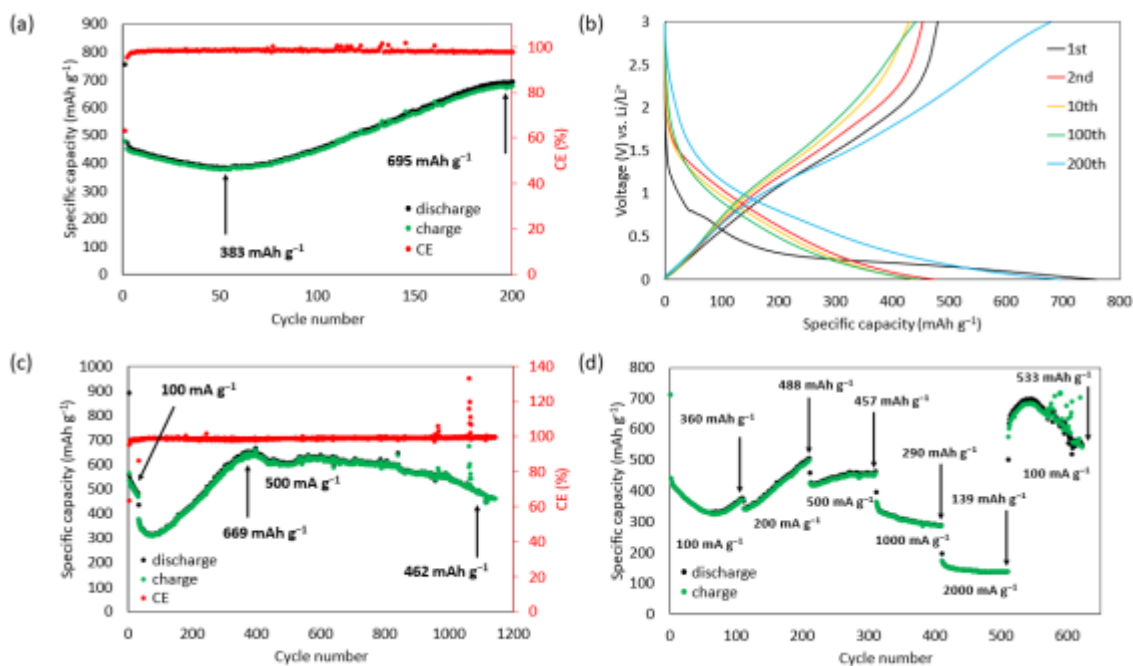 (a)
900
800
700
600
500
400
300
200
100
0
Specific capacity (mAh g⁻¹)
0
50
100
150
200
Cycle number
100
80
60
40
20
0
CE (%)
383 mAh g⁻¹
695 mAh g⁻¹
discharge
charge
CE
(b)
3
2.5
2
1.5
1
0.5
0
Voltage (V) vs. Li/Li⁺
0
100
200
300
400
500
600
700
800
Specific capacity (mAh g⁻¹)
1st
2nd
10th
100th
200th
(c)
1000
900
800
700
600
500
400
300
200
100
0
Specific capacity (mAh g⁻¹)
0
200
400
600
800
1000
1200
Cycle number
140
120
100
80
60
40
20
0
CE (%)
100 mA g⁻¹
500 mA g⁻¹
669 mAh g⁻¹
462 mAh g⁻¹
discharge
charge
CE
(d)
800
700
600
500
400
300
200
100
0
Specific capacity (mAh g⁻¹)
0
100
200
300
400
500
600
Cycle number
360 mAh g⁻¹
488 mAh g⁻¹
457 mAh g⁻¹
290 mAh g⁻¹
139 mAh g⁻¹
533 mAh g⁻¹
100 mA g⁻¹
200 mA g⁻¹
500 mA g⁻¹
1000 mA g⁻¹
2000 mA g⁻¹
100 mA g⁻¹
discharge
charge